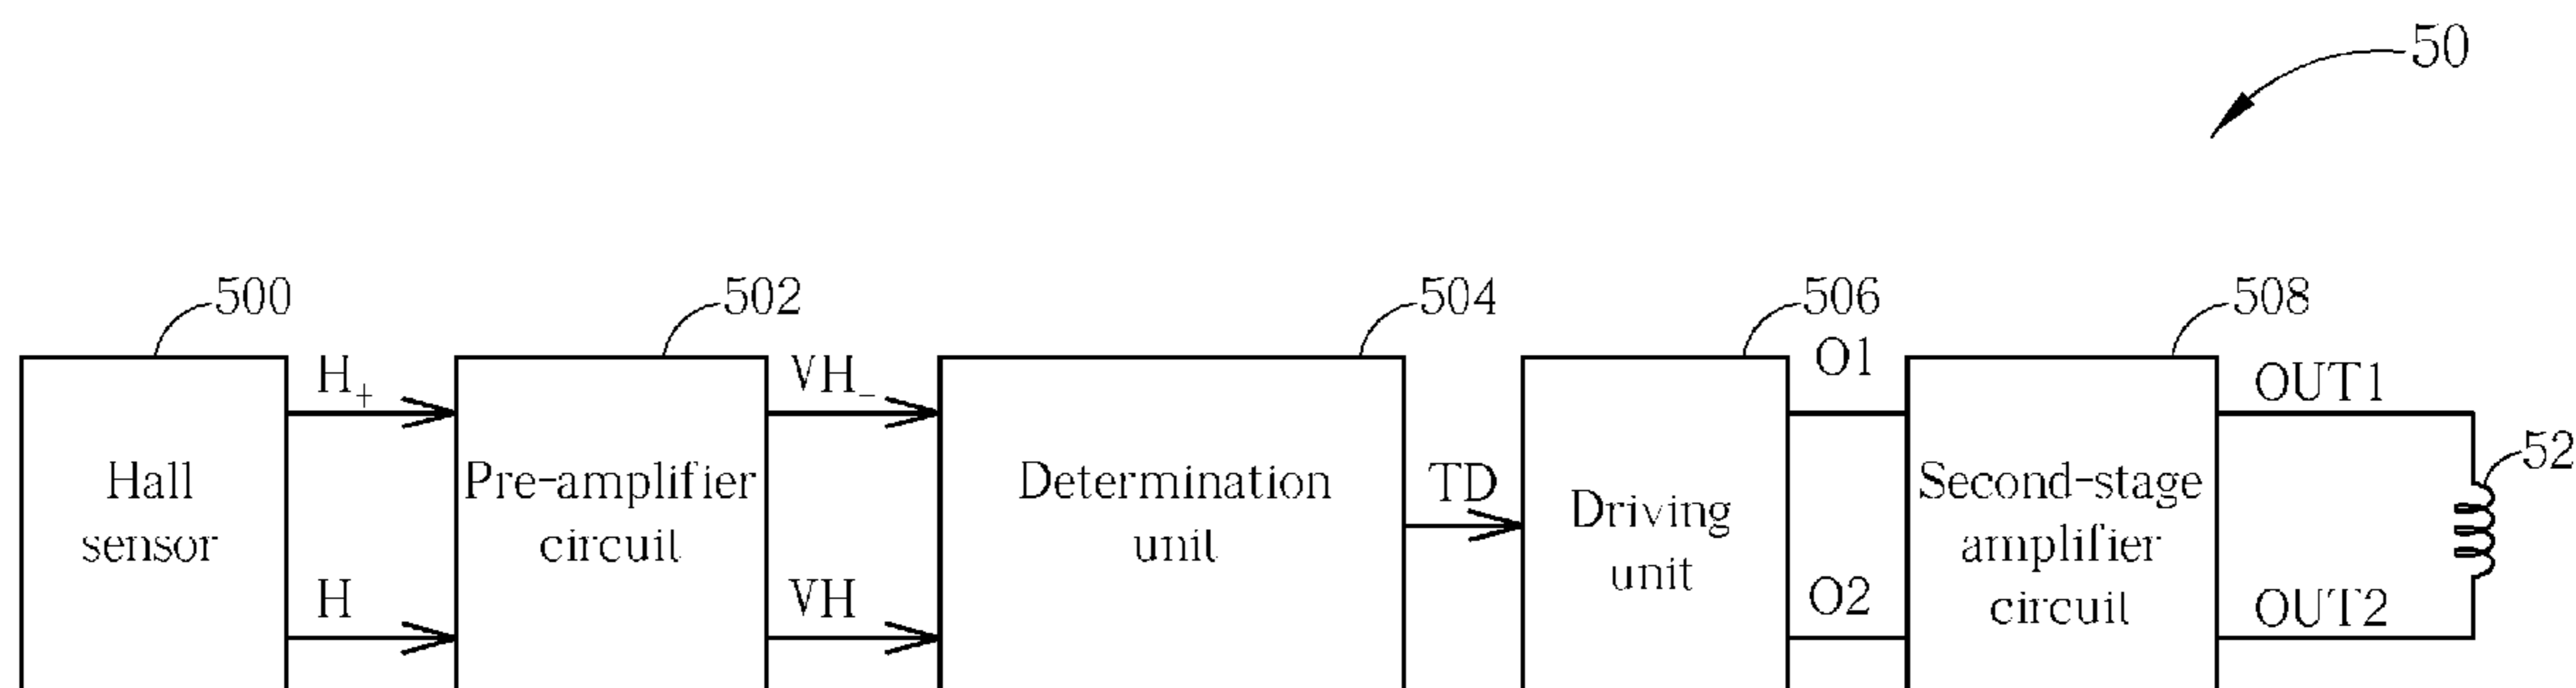 50
500
502
504
506
508
H+
VH-
O1
OUT1
52
Hall
sensor
Pre-amplifier
circuit
Determination
unit
TD
Driving
unit
Second-stage
amplifier
circuit
H
VH
O2
OUT2